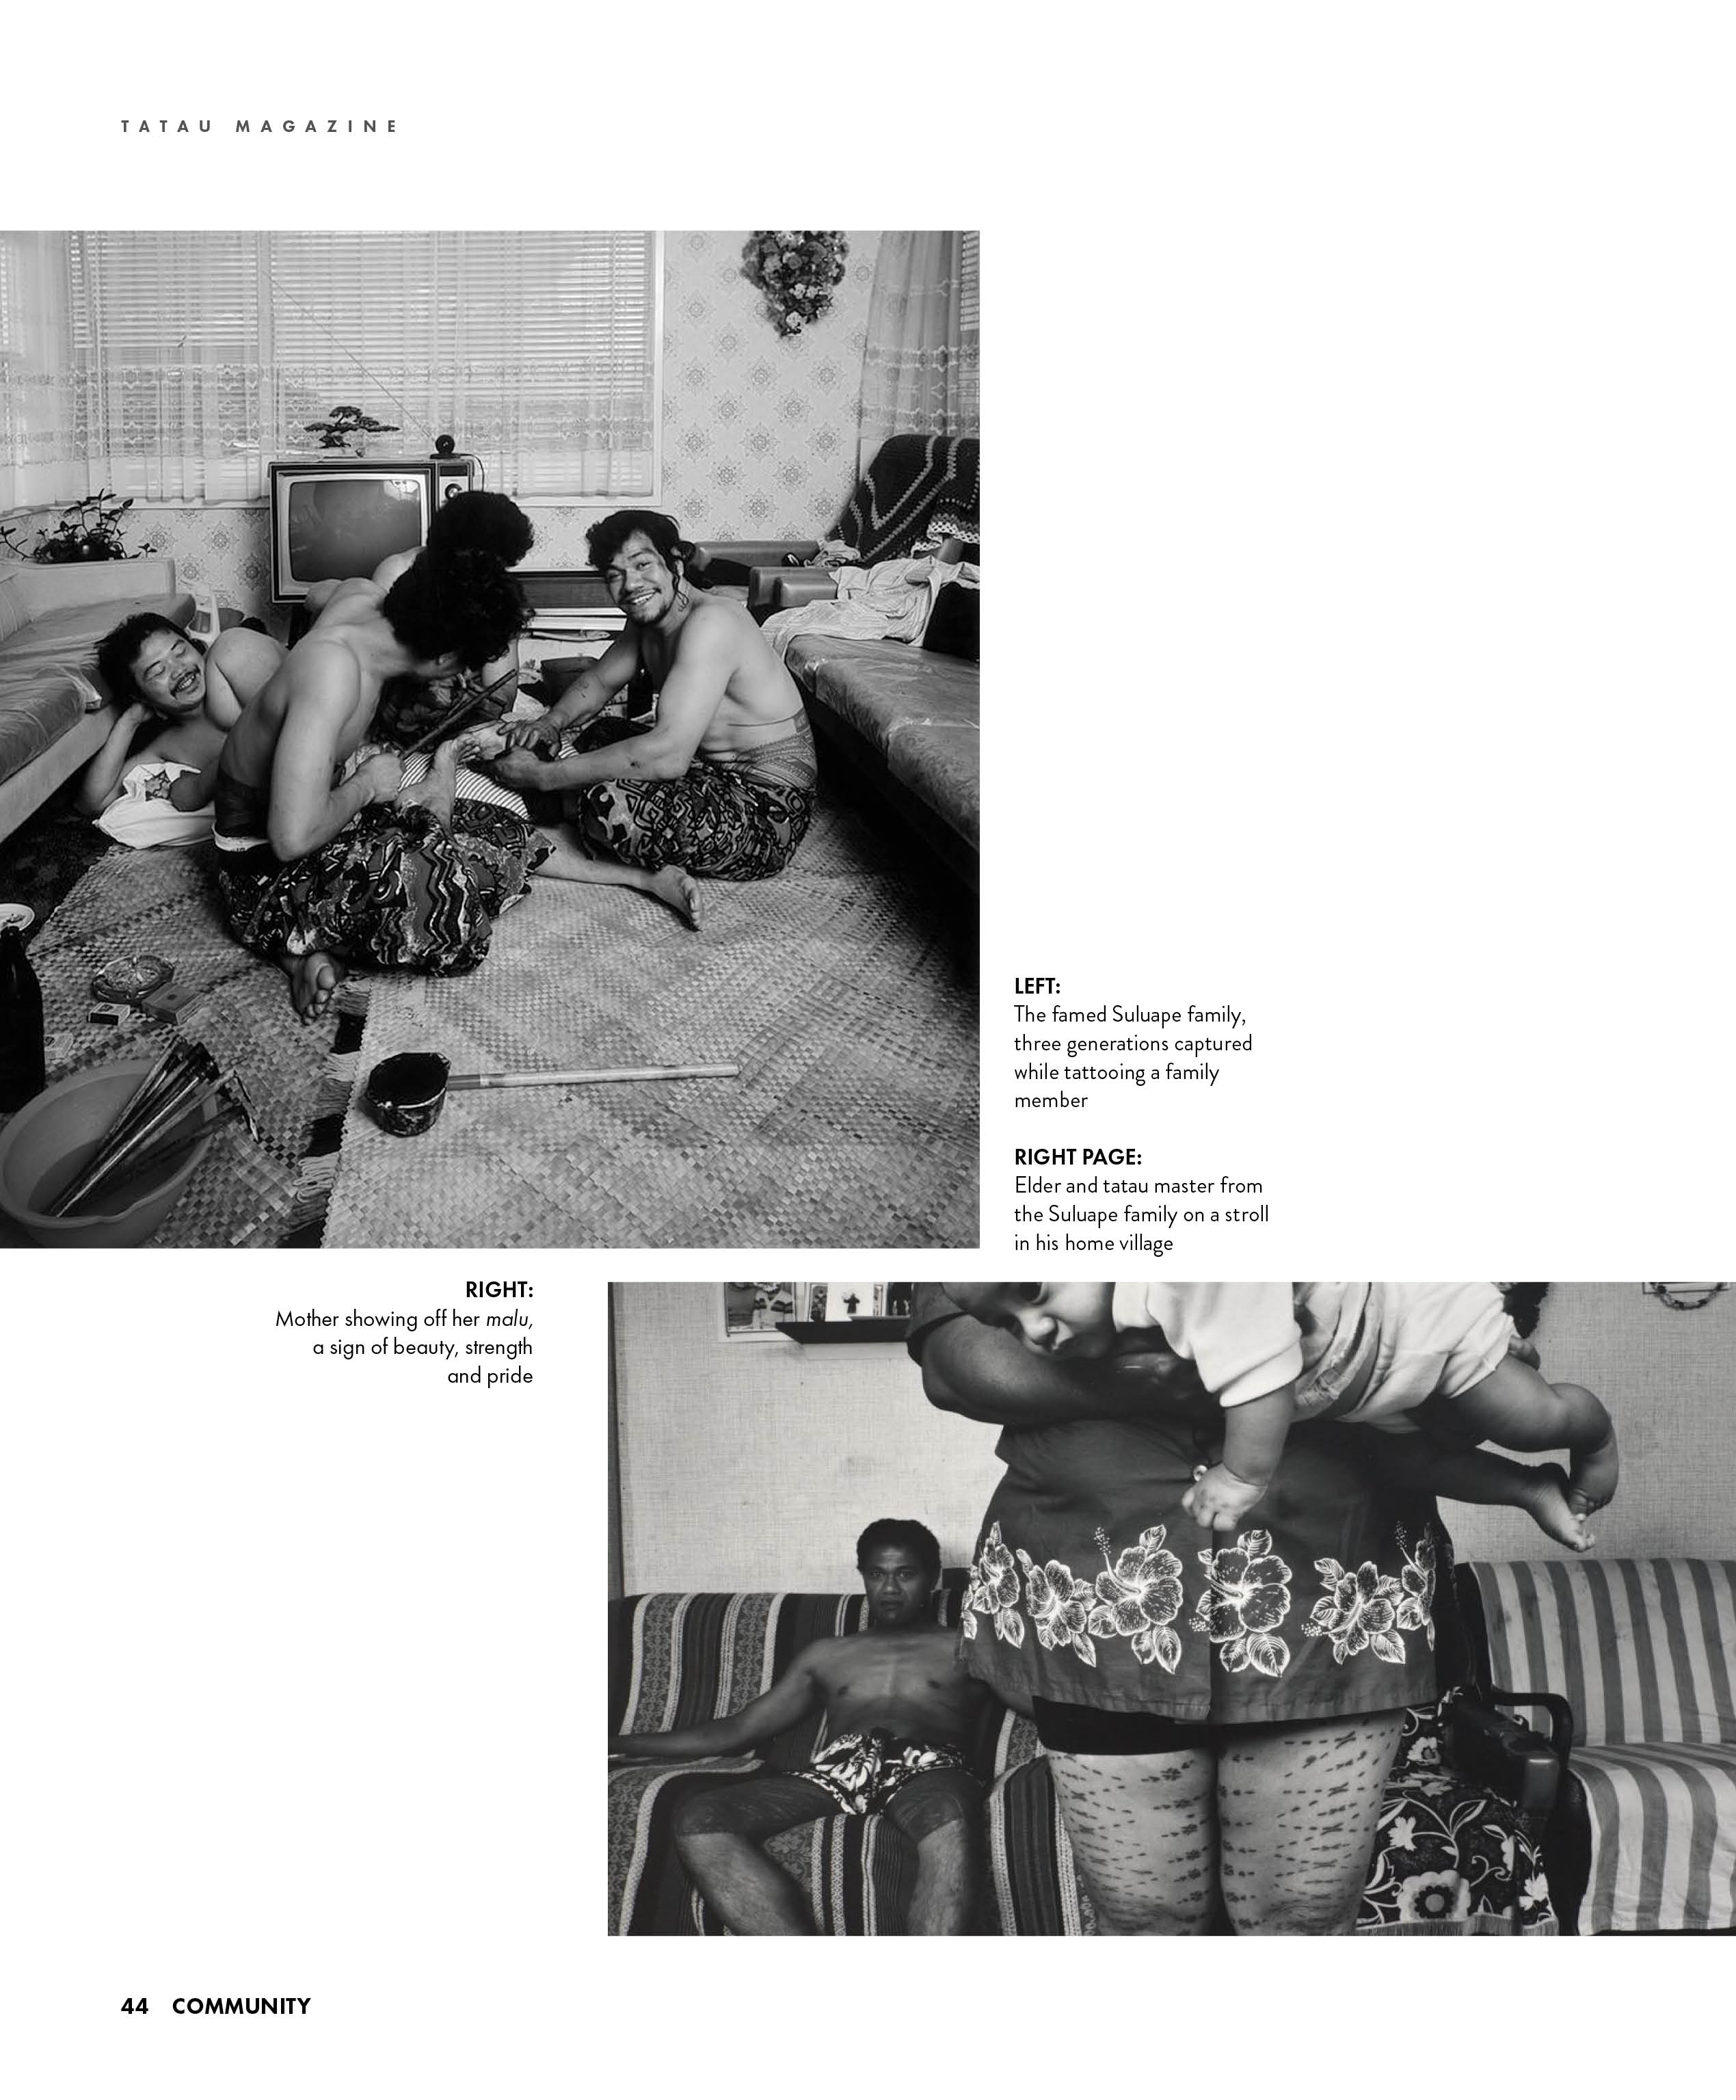 TATAU MAGAZINE
LEFT:
The famed Suluape family,
three generations captured
while tattooing a family
member
RIGHT PAGE:
Elder and tatau master from
the Suluape family on a stroll
in his home village
RIGHT:
Mother showing off her malu,
a sign of beauty, strength
and pride
44 COMMUNITY